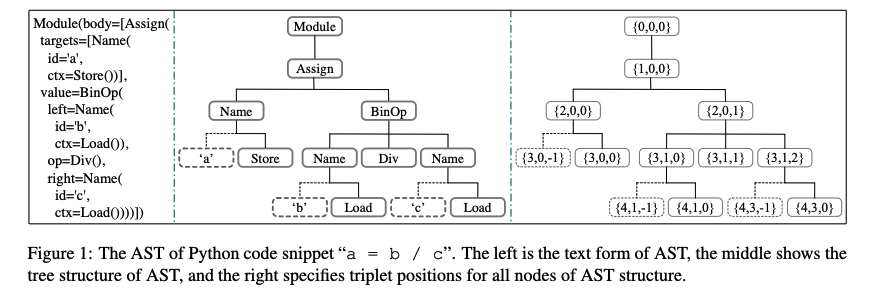 Module(body=[Assign(
targets=[Name(
id='a',
ctx=Store())],
value=BinOp(
left=Name(
id='b',
ctx=Load()),
op=Div(),
right=Name(
id='c',
ctx=Load())))])
Module
Assign
Name BinOp
'a' Store Name Div Name
'b' Load 'c' Load
{0,0,0}
{1,0,0}
{2,0,0} {2,0,1}
{3,0,-1} {3,0,0} {3,1,0} {3,1,1} {3,1,2}
{4,1,-1} {4,1,0} {4,3,-1} {4,3,0}
Figure 1: The AST of Python code snippet “a = b / c”. The left is the text form of AST, the middle shows the
tree structure of AST, and the right specifies triplet positions for all nodes of AST structure.